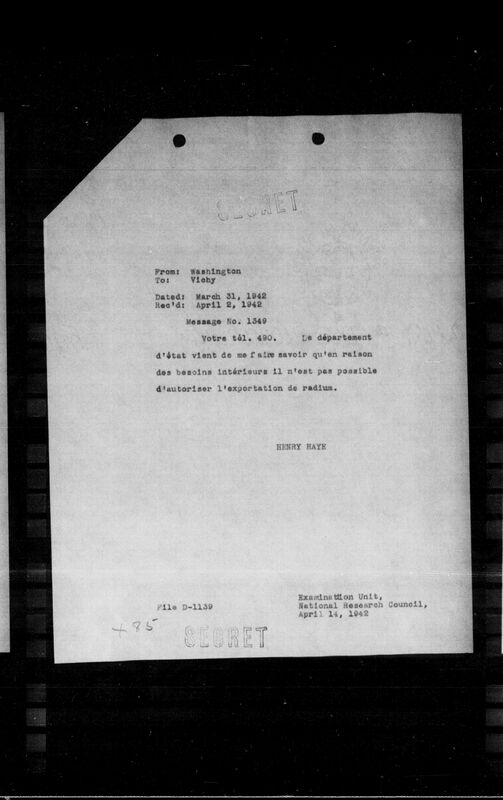 SECRET
From: Washington
To: Vichy
Dated: March 31, 1942
Rec'd: April 2, 1942
Message No. 1349
Votre tél. 490. Le département
d'état vient de me faire savoir qu'en raison
des besoins intérieurs il n'est pas possible
d'autoriser l'exportation de radium.
HENRY HAYE
Examination Unit,
File D-1139 National Research Council,
April 14, 1942
+85
SECRET